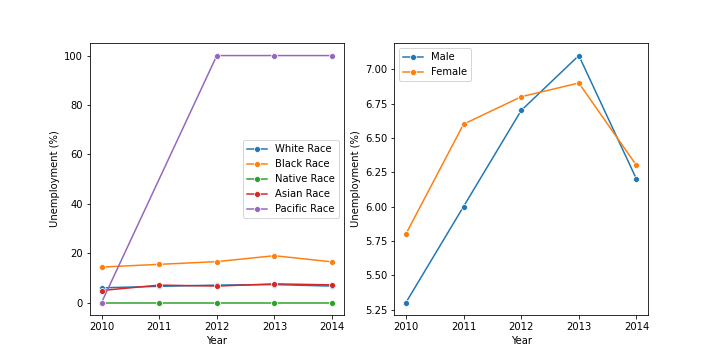 100
80
60
40
20
0
Unemployment (%)
2010 2011 2012 2013 2014
Year
White Race
Black Race
Native Race
Asian Race
Pacific Race
7.00
6.75
6.50
6.25
6.00
5.75
5.50
5.25
Unemployment (%)
2010 2011 2012 2013 2014
Year
Male
Female